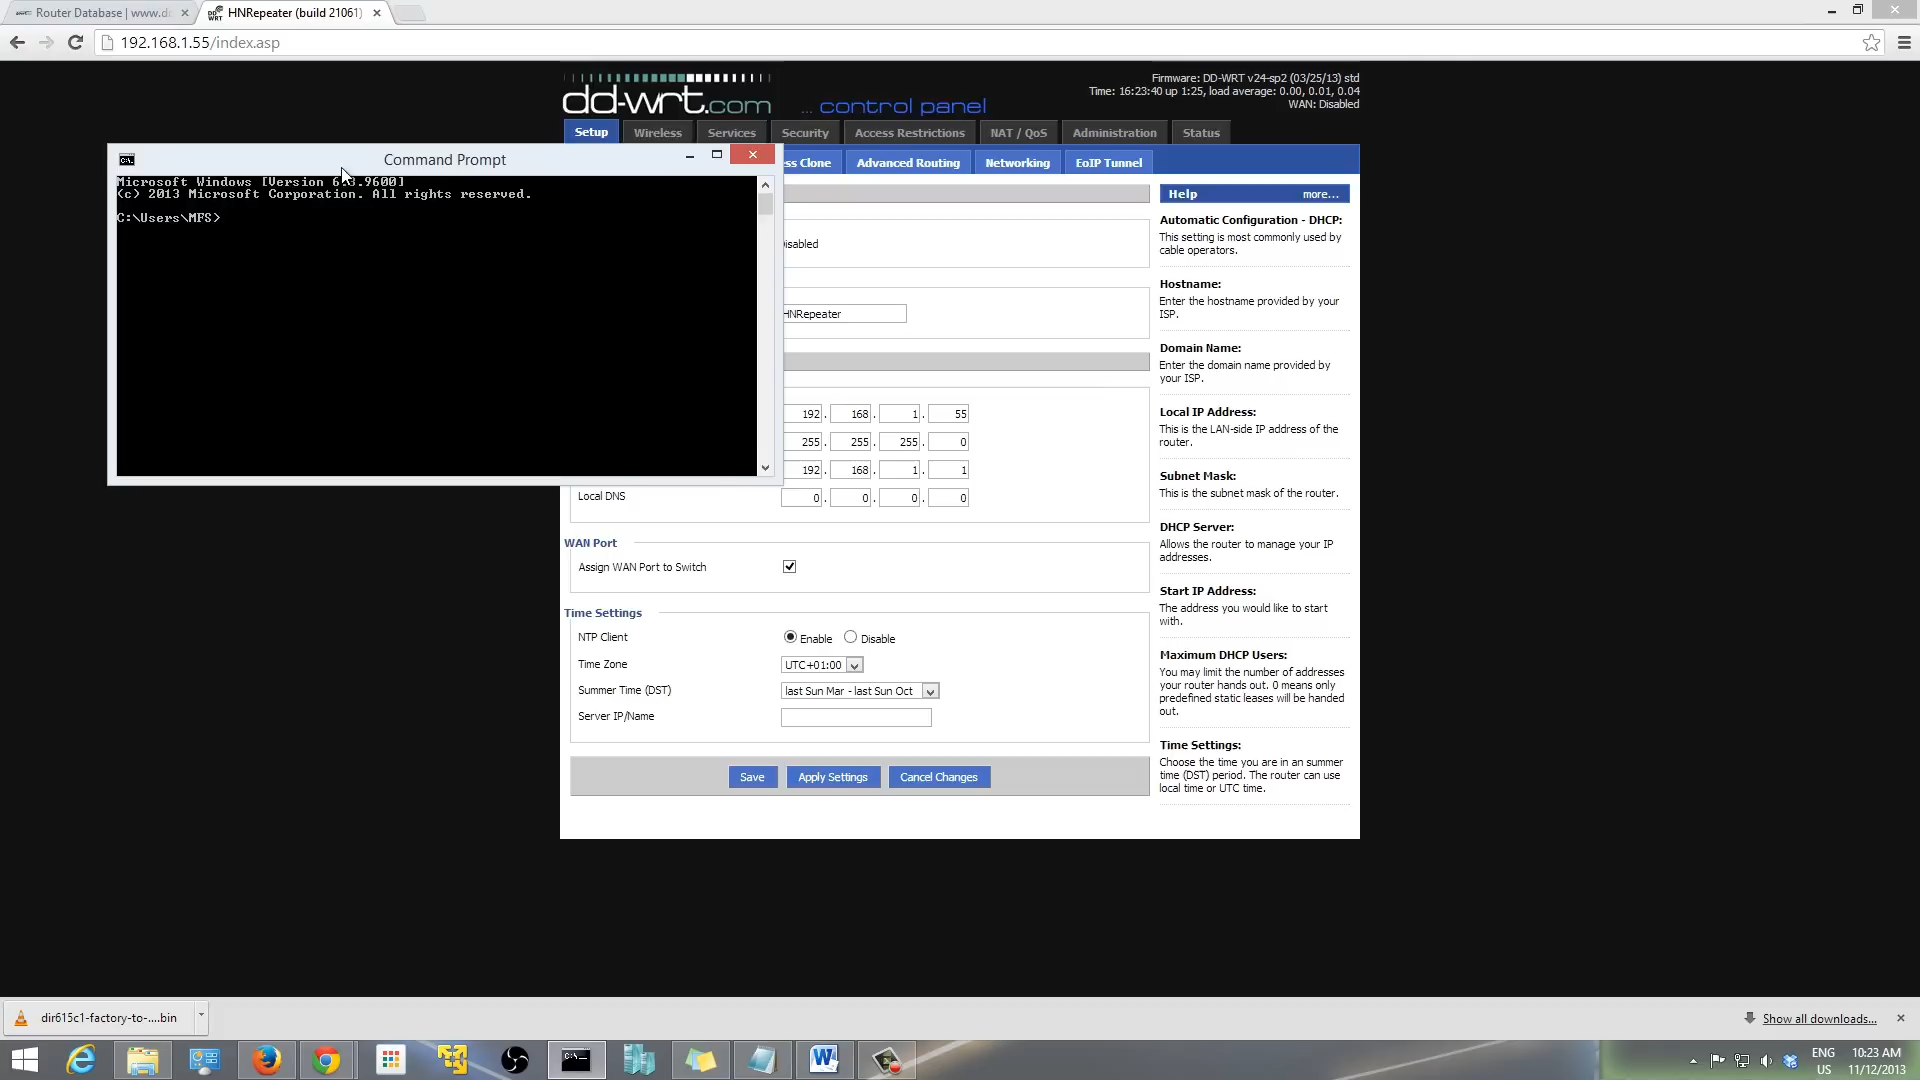 Router Database | www.d
HNRepeater (build 21061)
192.168.1.55/index.asp
dd-wrt.com
... control panel
Firmware: DD-WRT v24-sp2 (03/25/13) std
Time: 16:23:40 up 1:25, load average: 0.00, 0.01, 0.04
WAN: Disabled
Setup
Wireless
Services
Security
Access Restrictions
NAT / QoS
Administration
Status
ss Clone
Advanced Routing
Networking
EoIP Tunnel
Command Prompt
Microsoft Windows [Version 6.3.9600]
(c) 2013 Microsoft Corporation. All rights reserved.
C:\Users\MFS>
isabled
HNRepeater
192. 168. 1. 55
255. 255. 255. 0
192. 168. 1. 1
Local DNS 0. 0. 0. 0
WAN Port
Assign WAN Port to Switch
Time Settings
NTP Client Enable Disable
Time Zone UTC+01:00
Summer Time (DST) last Sun Mar - last Sun Oct
Server IP/Name
Save
Apply Settings
Cancel Changes
Help more...
Automatic Configuration - DHCP:
This setting is most commonly used by
cable operators.
Hostname:
Enter the hostname provided by your
ISP.
Domain Name:
Enter the domain name provided by
your ISP.
Local IP Address:
This is the LAN-side IP address of the
router.
Subnet Mask:
This is the subnet mask of the router.
DHCP Server:
Allows the router to manage your IP
addresses.
Start IP Address:
The address you would like to start
with.
Maximum DHCP Users:
You may limit the number of addresses
your router hands out. 0 means only
predefined static leases will be handed
out.
Time Settings:
Choose the time you are in an summer
time (DST) period. The router can use
local time or UTC time.
dir615c1-factory-to-....bin
Show all downloads...
ENG
US
10:23 AM
11/12/2013